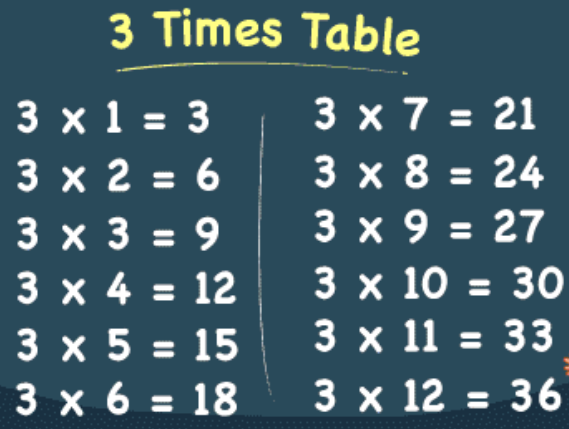 3 Times Table
3 x 1 = 3
3 x 2 = 6
3 x 3 = 9
3 x 4 = 12
3 x 5 = 15
3 x 6 = 18
3 x 7 = 21
3 x 8 = 24
3 x 9 = 27
3 x 10 = 30
3 x 11 = 33
3 x 12 = 36